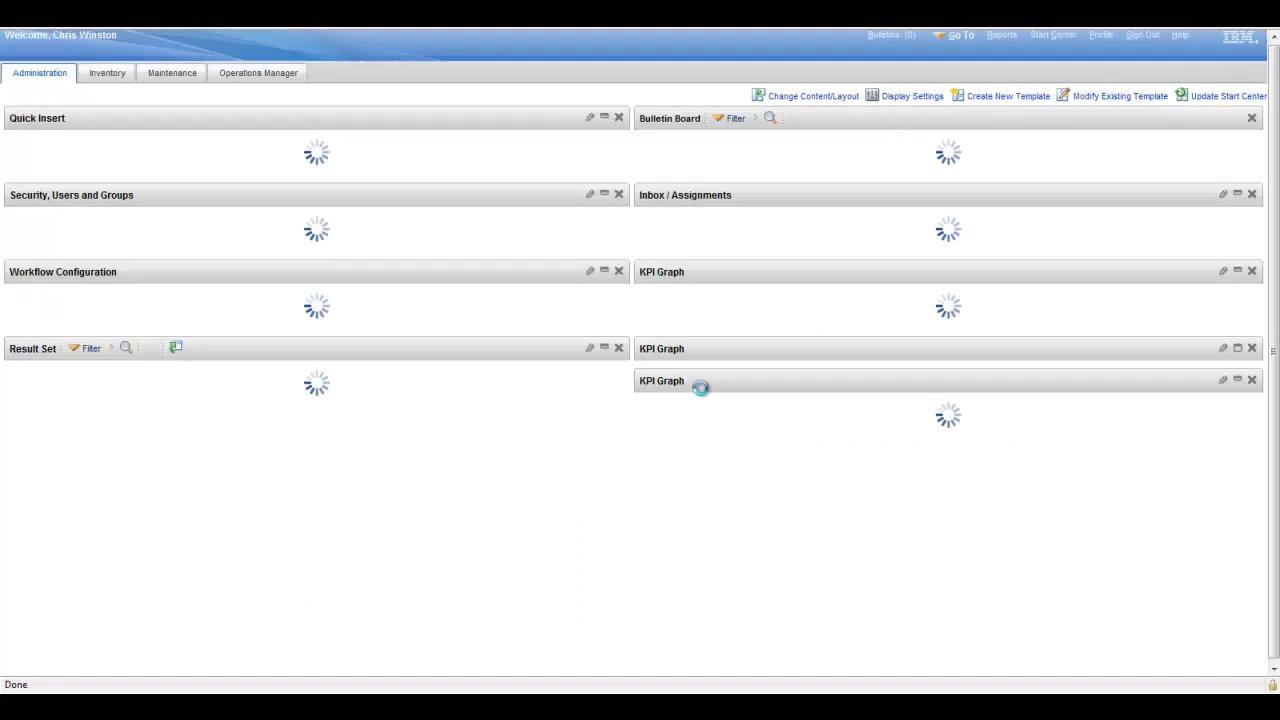 Welcome, Chris Winston
Bulletins: (0) Go To Reports Start Center Profile Sign Out Help IBM.
Administration Inventory Maintenance Operations Manager
Change Content/Layout Display Settings Create New Template Modify Existing Template Update Start Center
Quick Insert
Bulletin Board Filter
Security, Users and Groups
Inbox / Assignments
Workflow Configuration
KPI Graph
Result Set Filter
KPI Graph
KPI Graph
Done